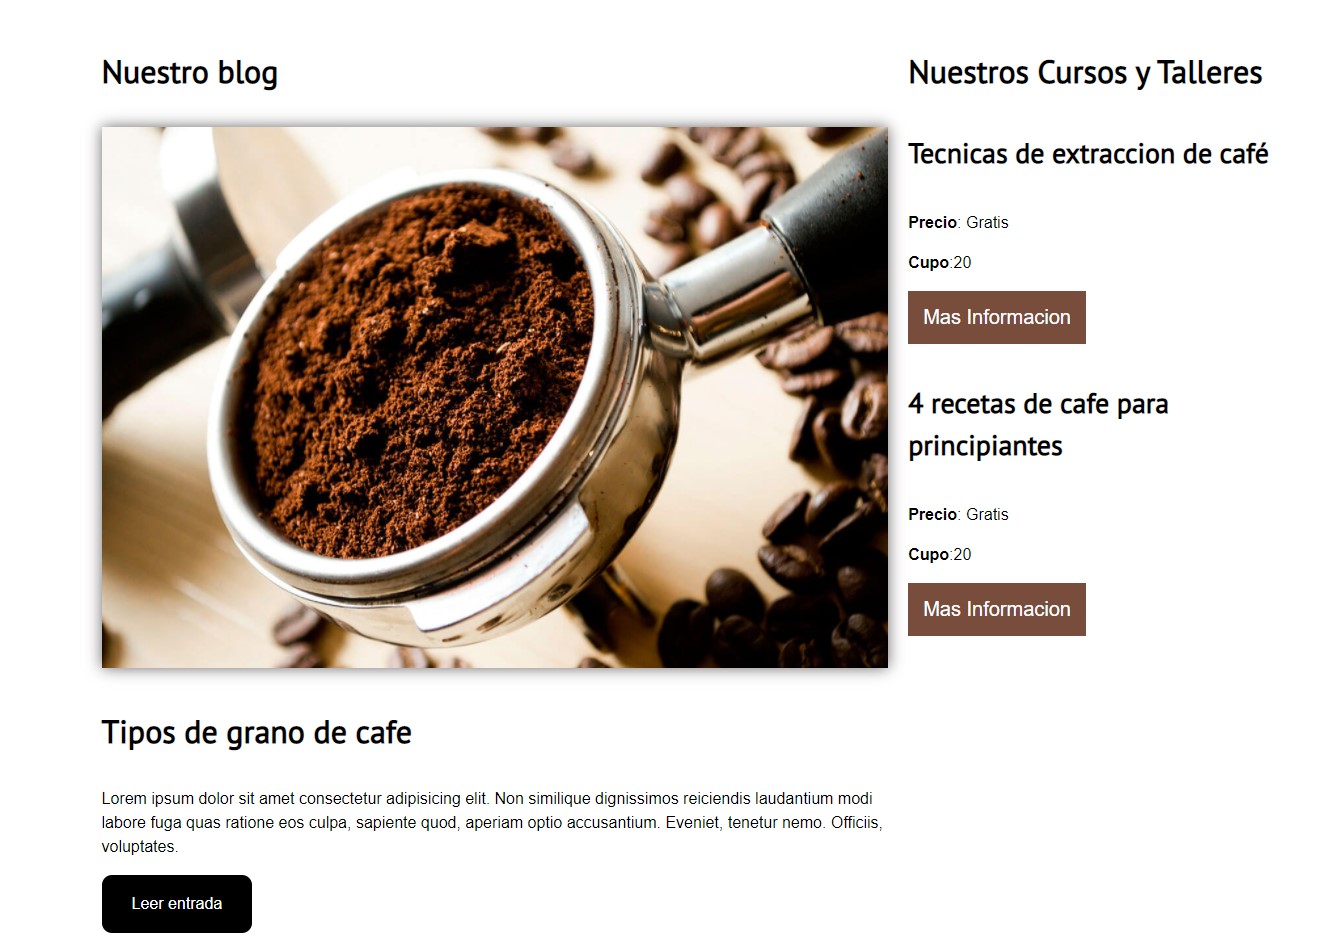 Nuestro blog
Tipos de grano de cafe
Lorem ipsum dolor sit amet consectetur adipisicing elit. Non similique dignissimos reiciendis laudantium modi
labore fuga quas ratione eos culpa, sapiente quod, aperiam optio accusantium. Eveniet, tenetur nemo. Officiis,
voluptates.
Leer entrada
Nuestros Cursos y Talleres
Tecnicas de extraccion de café
Precio: Gratis
Cupo:20
Mas Informacion
4 recetas de cafe para
principiantes
Precio: Gratis
Cupo:20
Mas Informacion